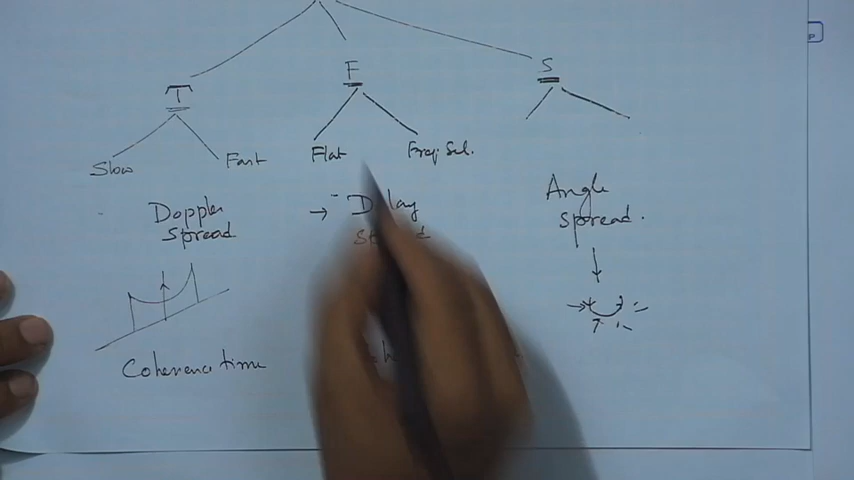 T
F
S
Slow
Fast
Flat
Freq. Sel.
Doppler
Spread
Delay
Angle
Spread.
Coherence time